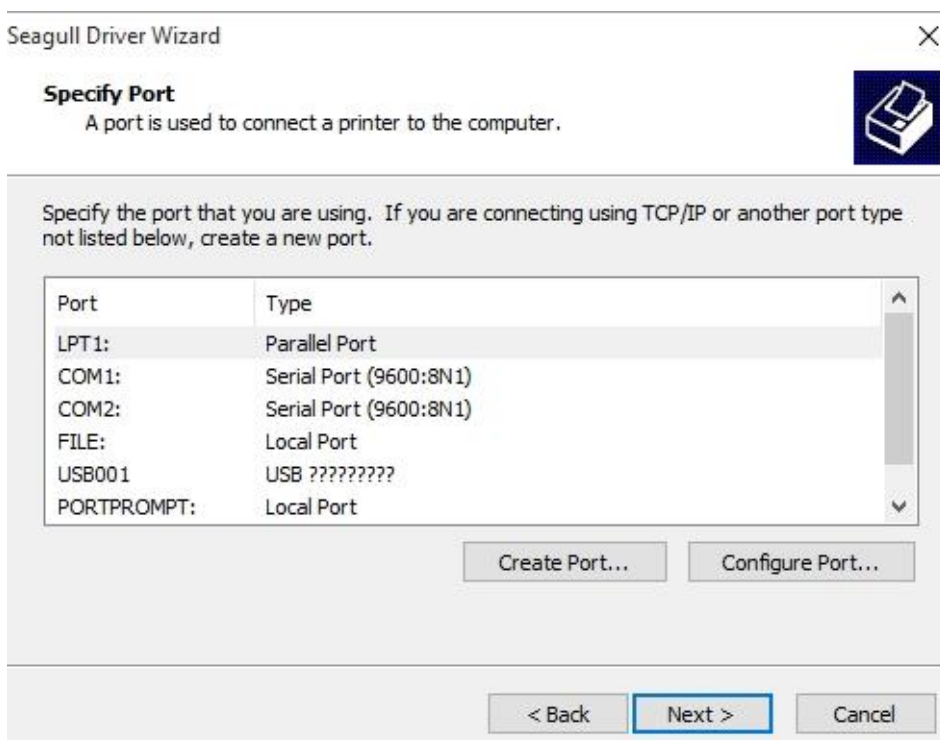 Seagull Driver Wizard
Specify Port
A port is used to connect a printer to the computer.
Specify the port that you are using. If you are connecting using TCP/IP or another port type
not listed below, create a new port.
Port Type
LPT1: Parallel Port
COM1: Serial Port (9600:8N1)
COM2: Serial Port (9600:8N1)
FILE: Local Port
USB001 USB ?????????
PORTPROMPT: Local Port
Create Port... Configure Port...
< Back Next > Cancel